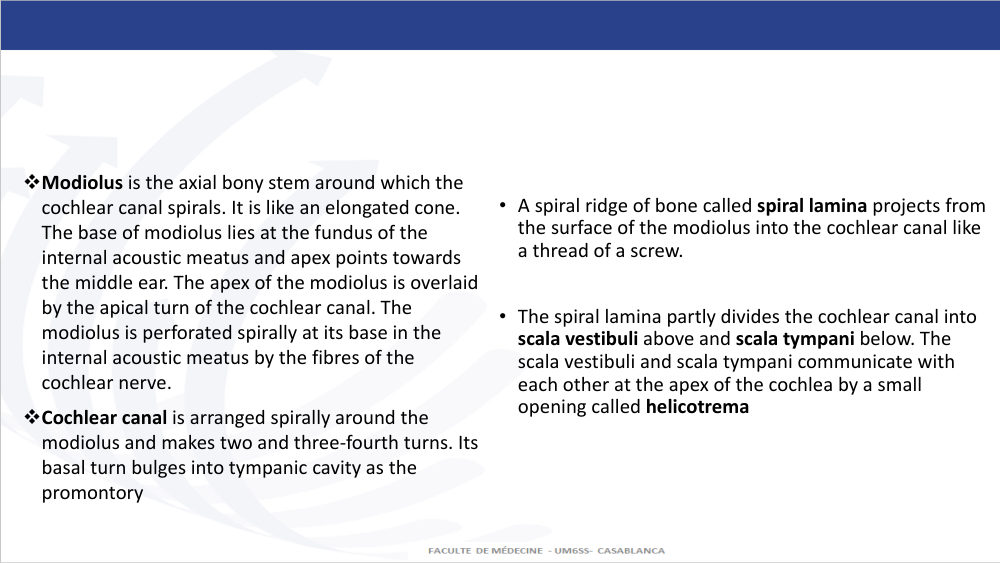 ❖Modiolus is the axial bony stem around which the
cochlear canal spirals. It is like an elongated cone.
The base of modiolus lies at the fundus of the
internal acoustic meatus and apex points towards
the middle ear. The apex of the modiolus is overlaid
by the apical turn of the cochlear canal. The
modiolus is perforated spirally at its base in the
internal acoustic meatus by the fibres of the
cochlear nerve.
❖Cochlear canal is arranged spirally around the
modiolus and makes two and three-fourth turns. Its
basal turn bulges into tympanic cavity as the
promontory
• A spiral ridge of bone called spiral lamina projects from
the surface of the modiolus into the cochlear canal like
a thread of a screw.
• The spiral lamina partly divides the cochlear canal into
scala vestibuli above and scala tympani below. The
scala vestibuli and scala tympani communicate with
each other at the apex of the cochlea by a small
opening called helicotrema
FACULTE DE MÉDECINE - UM6SS- CASABLANCA